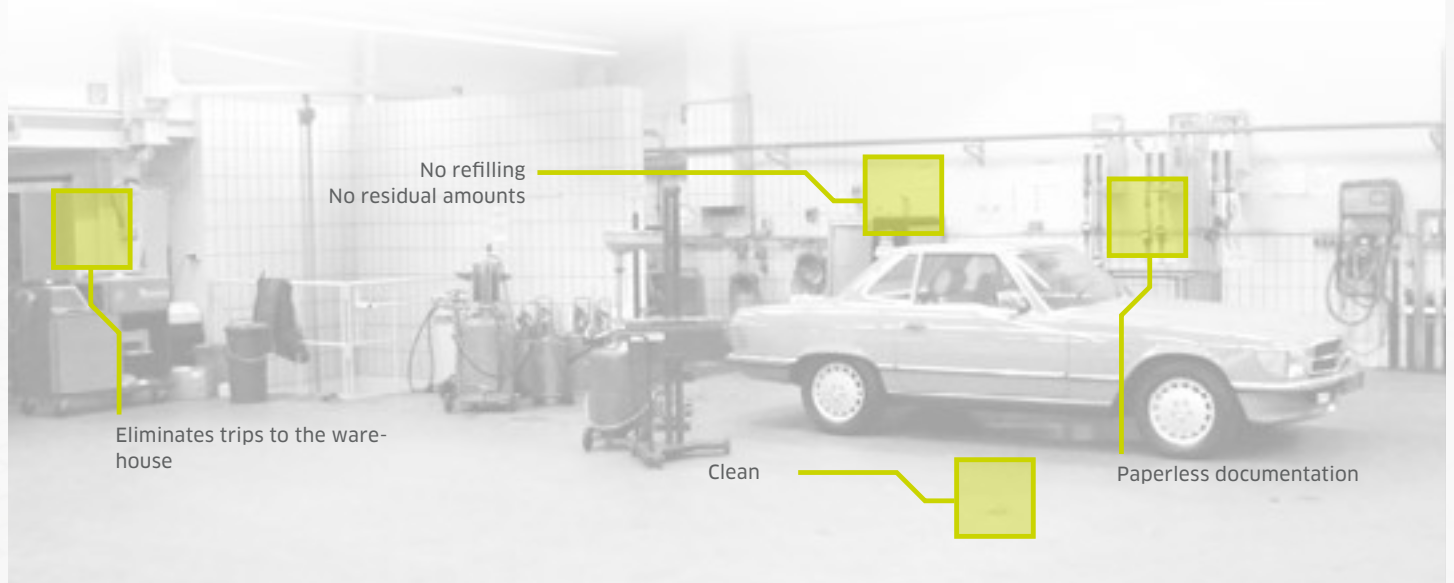 No refilling
No residual amounts
Eliminates trips to the ware-
house
Clean
Paperless documentation